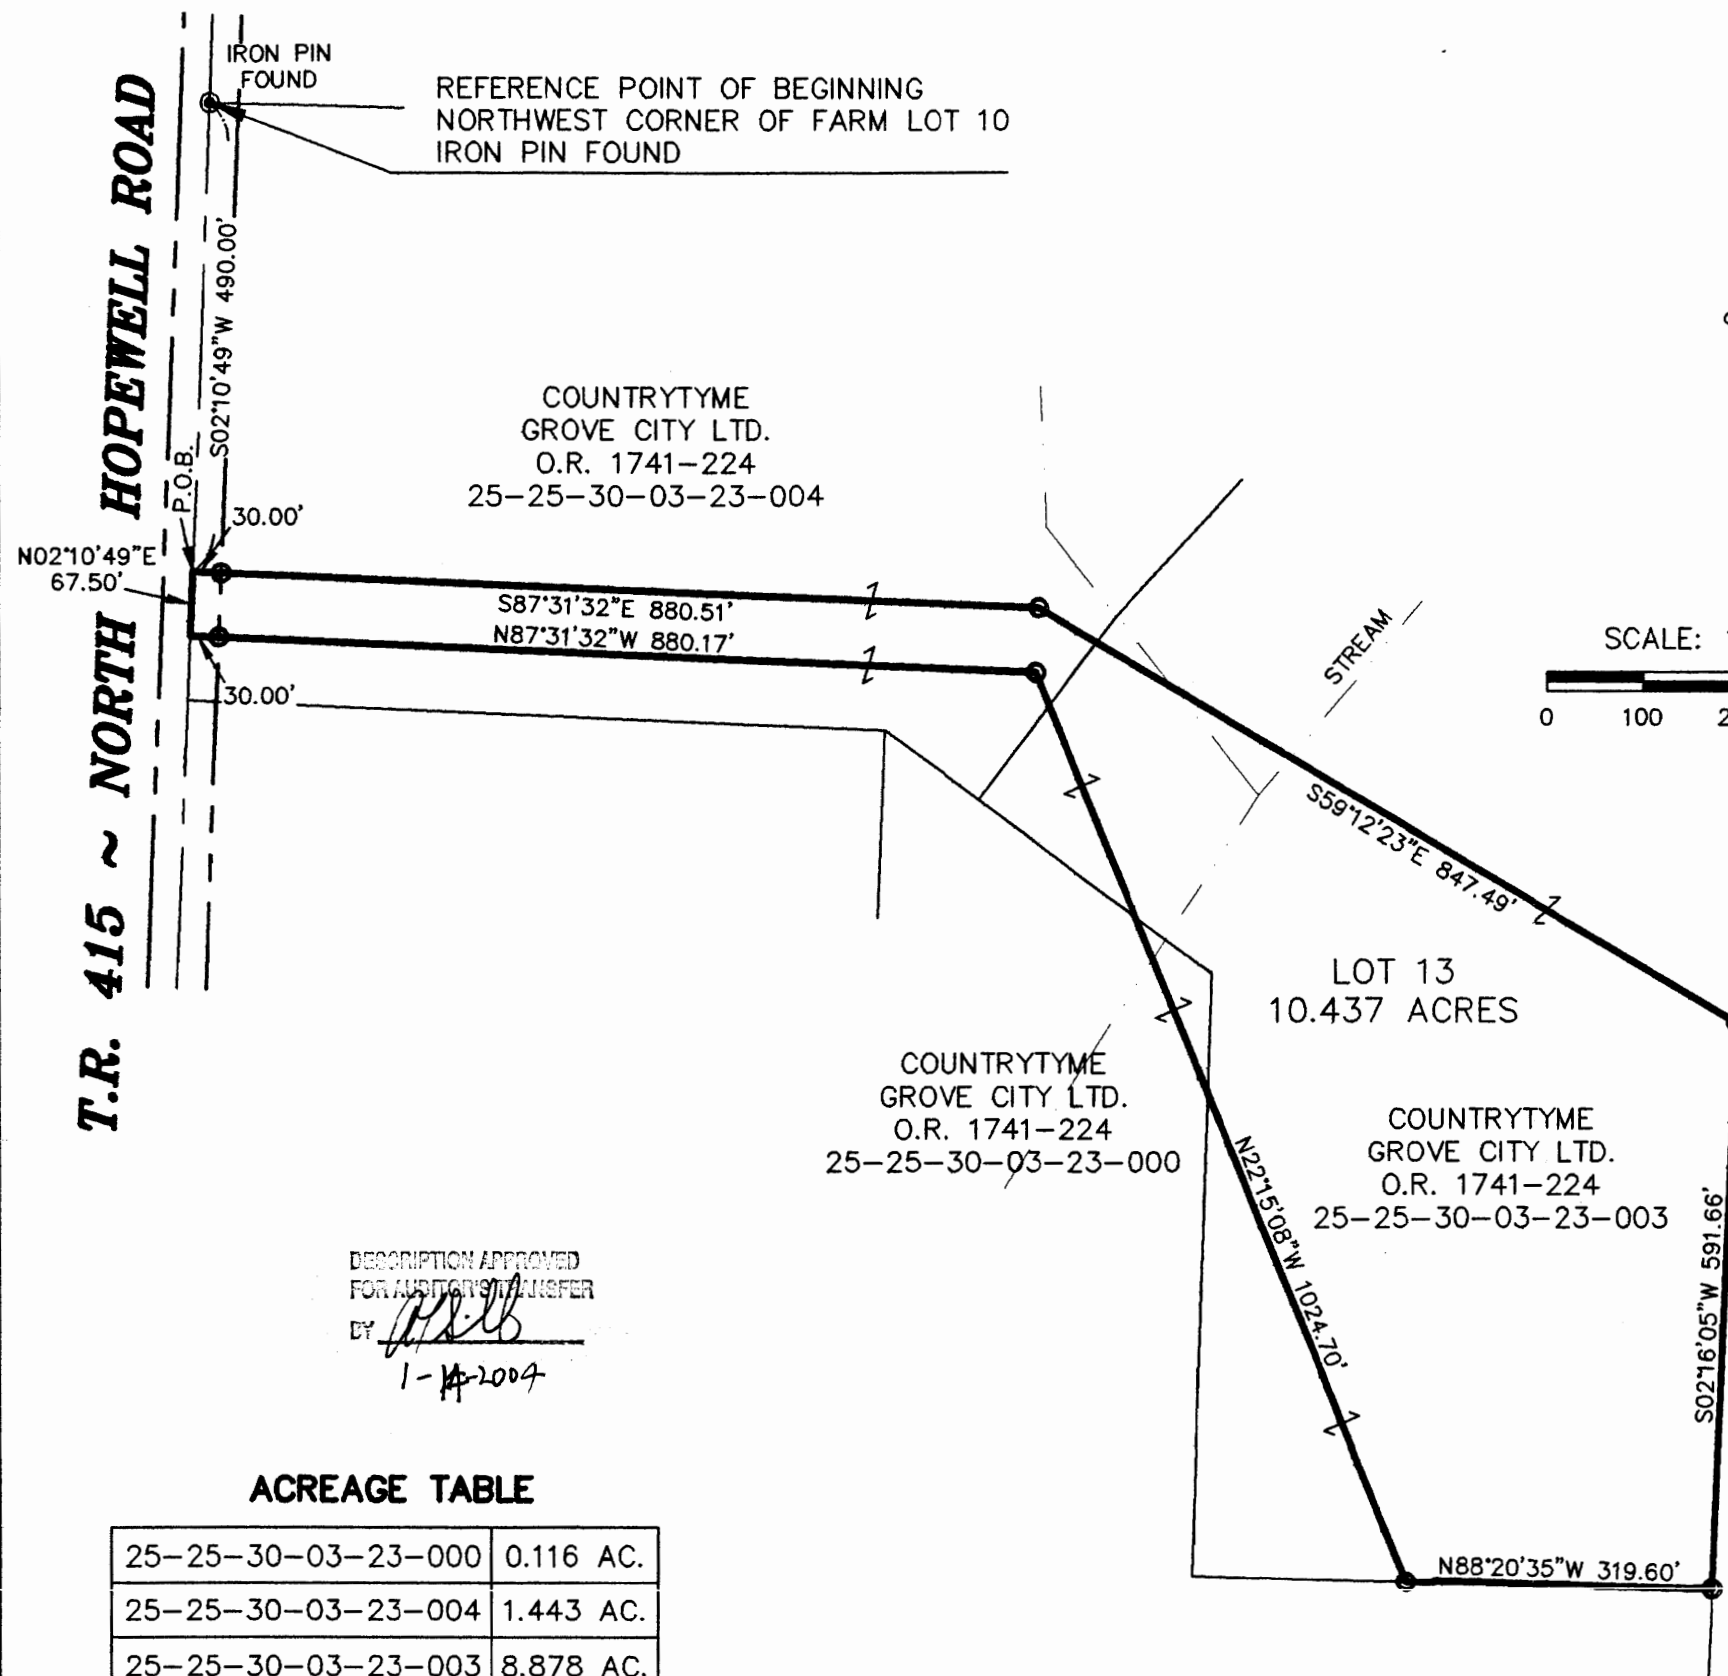 IRON PIN
FOUND
REFERENCE POINT OF BEGINNING
NORTHWEST CORNER OF FARM LOT 10
IRON PIN FOUND
T.R. 415 ~ NORTH HOPEWELL ROAD
S02°10'49"W 490.00'
P.O.B.
30.00'
N02°10'49"E
67.50'
30.00'
COUNTRYTYME
GROVE CITY LTD.
O.R. 1741-224
25-25-30-03-23-004
S87°31'32"E 880.51'
N87°31'32"W 880.17'
STREAM
SCALE:
0 100 2
S59°12'23"E 847.49'
LOT 13
10.437 ACRES
COUNTRYTYME
GROVE CITY LTD.
O.R. 1741-224
25-25-30-03-23-000
COUNTRYTYME
GROVE CITY LTD.
O.R. 1741-224
25-25-30-03-23-003
N22°15'08"W 1024.70'
S02°16'05"W 591.66'
N88°20'35"W 319.60'
DESCRIPTION APPROVED
FOR AUDITOR'S TRANSFER
BY
1-14-2004
ACREAGE TABLE
25-25-30-03-23-000 0.116 AC.
25-25-30-03-23-004 1.443 AC.
25-25-30-03-23-003 8.878 AC.